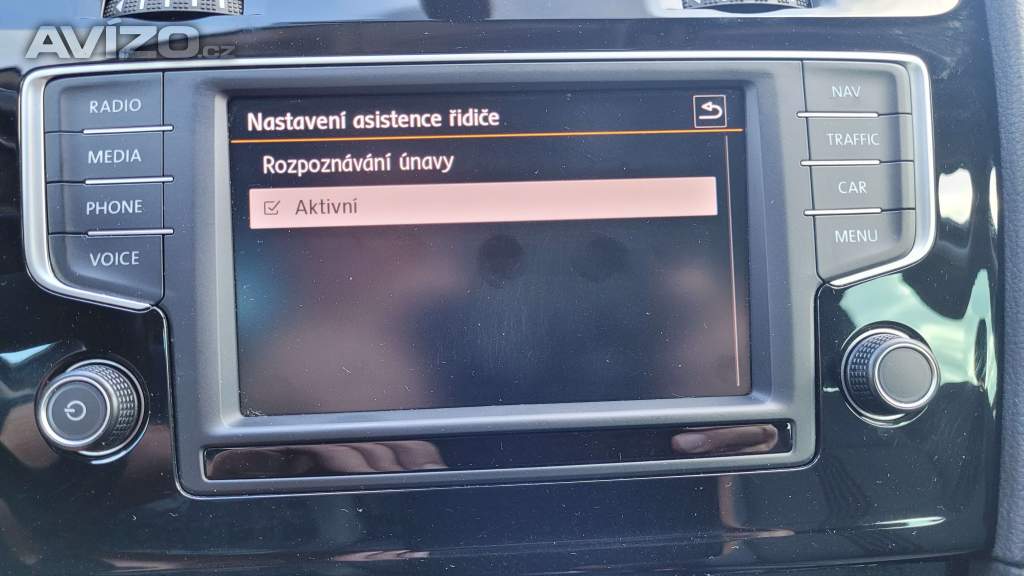 AVIZO.cz
RADIO
MEDIA
PHONE
VOICE
Nastavení asistence řidiče
Rozpoznávání únavy
Aktivní
NAV
TRAFFIC
CAR
MENU